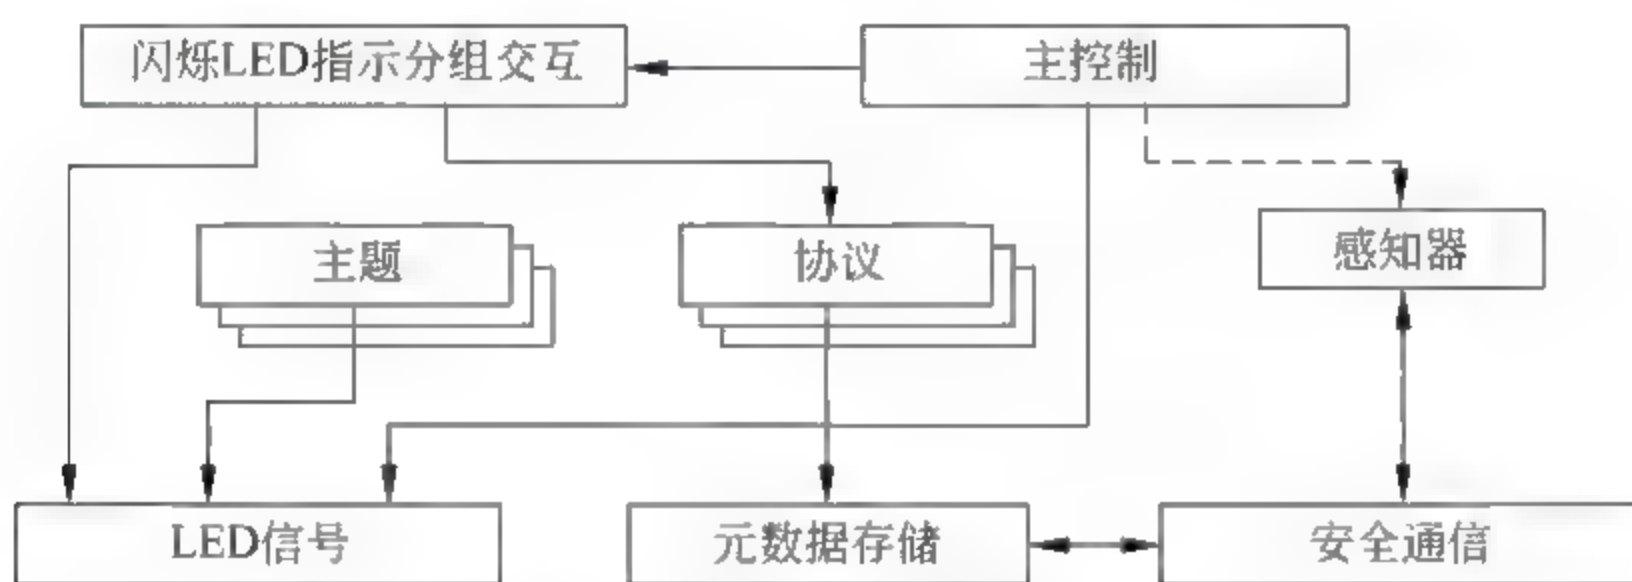 闪烁LED指示分组交互
主控制
主题
协议
感知器
LED信号
元数据存储
安全通信